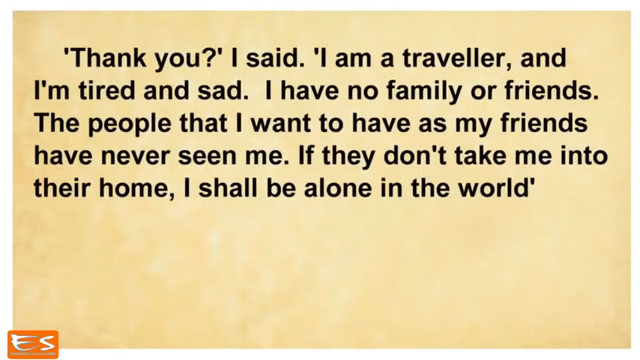 'Thank you?' I said. 'I am a traveller, and
I'm tired and sad.  I have no family or friends.
The people that I want to have as my friends
have never seen me. If they don't take me into
their home, I shall be alone in the world'
ES